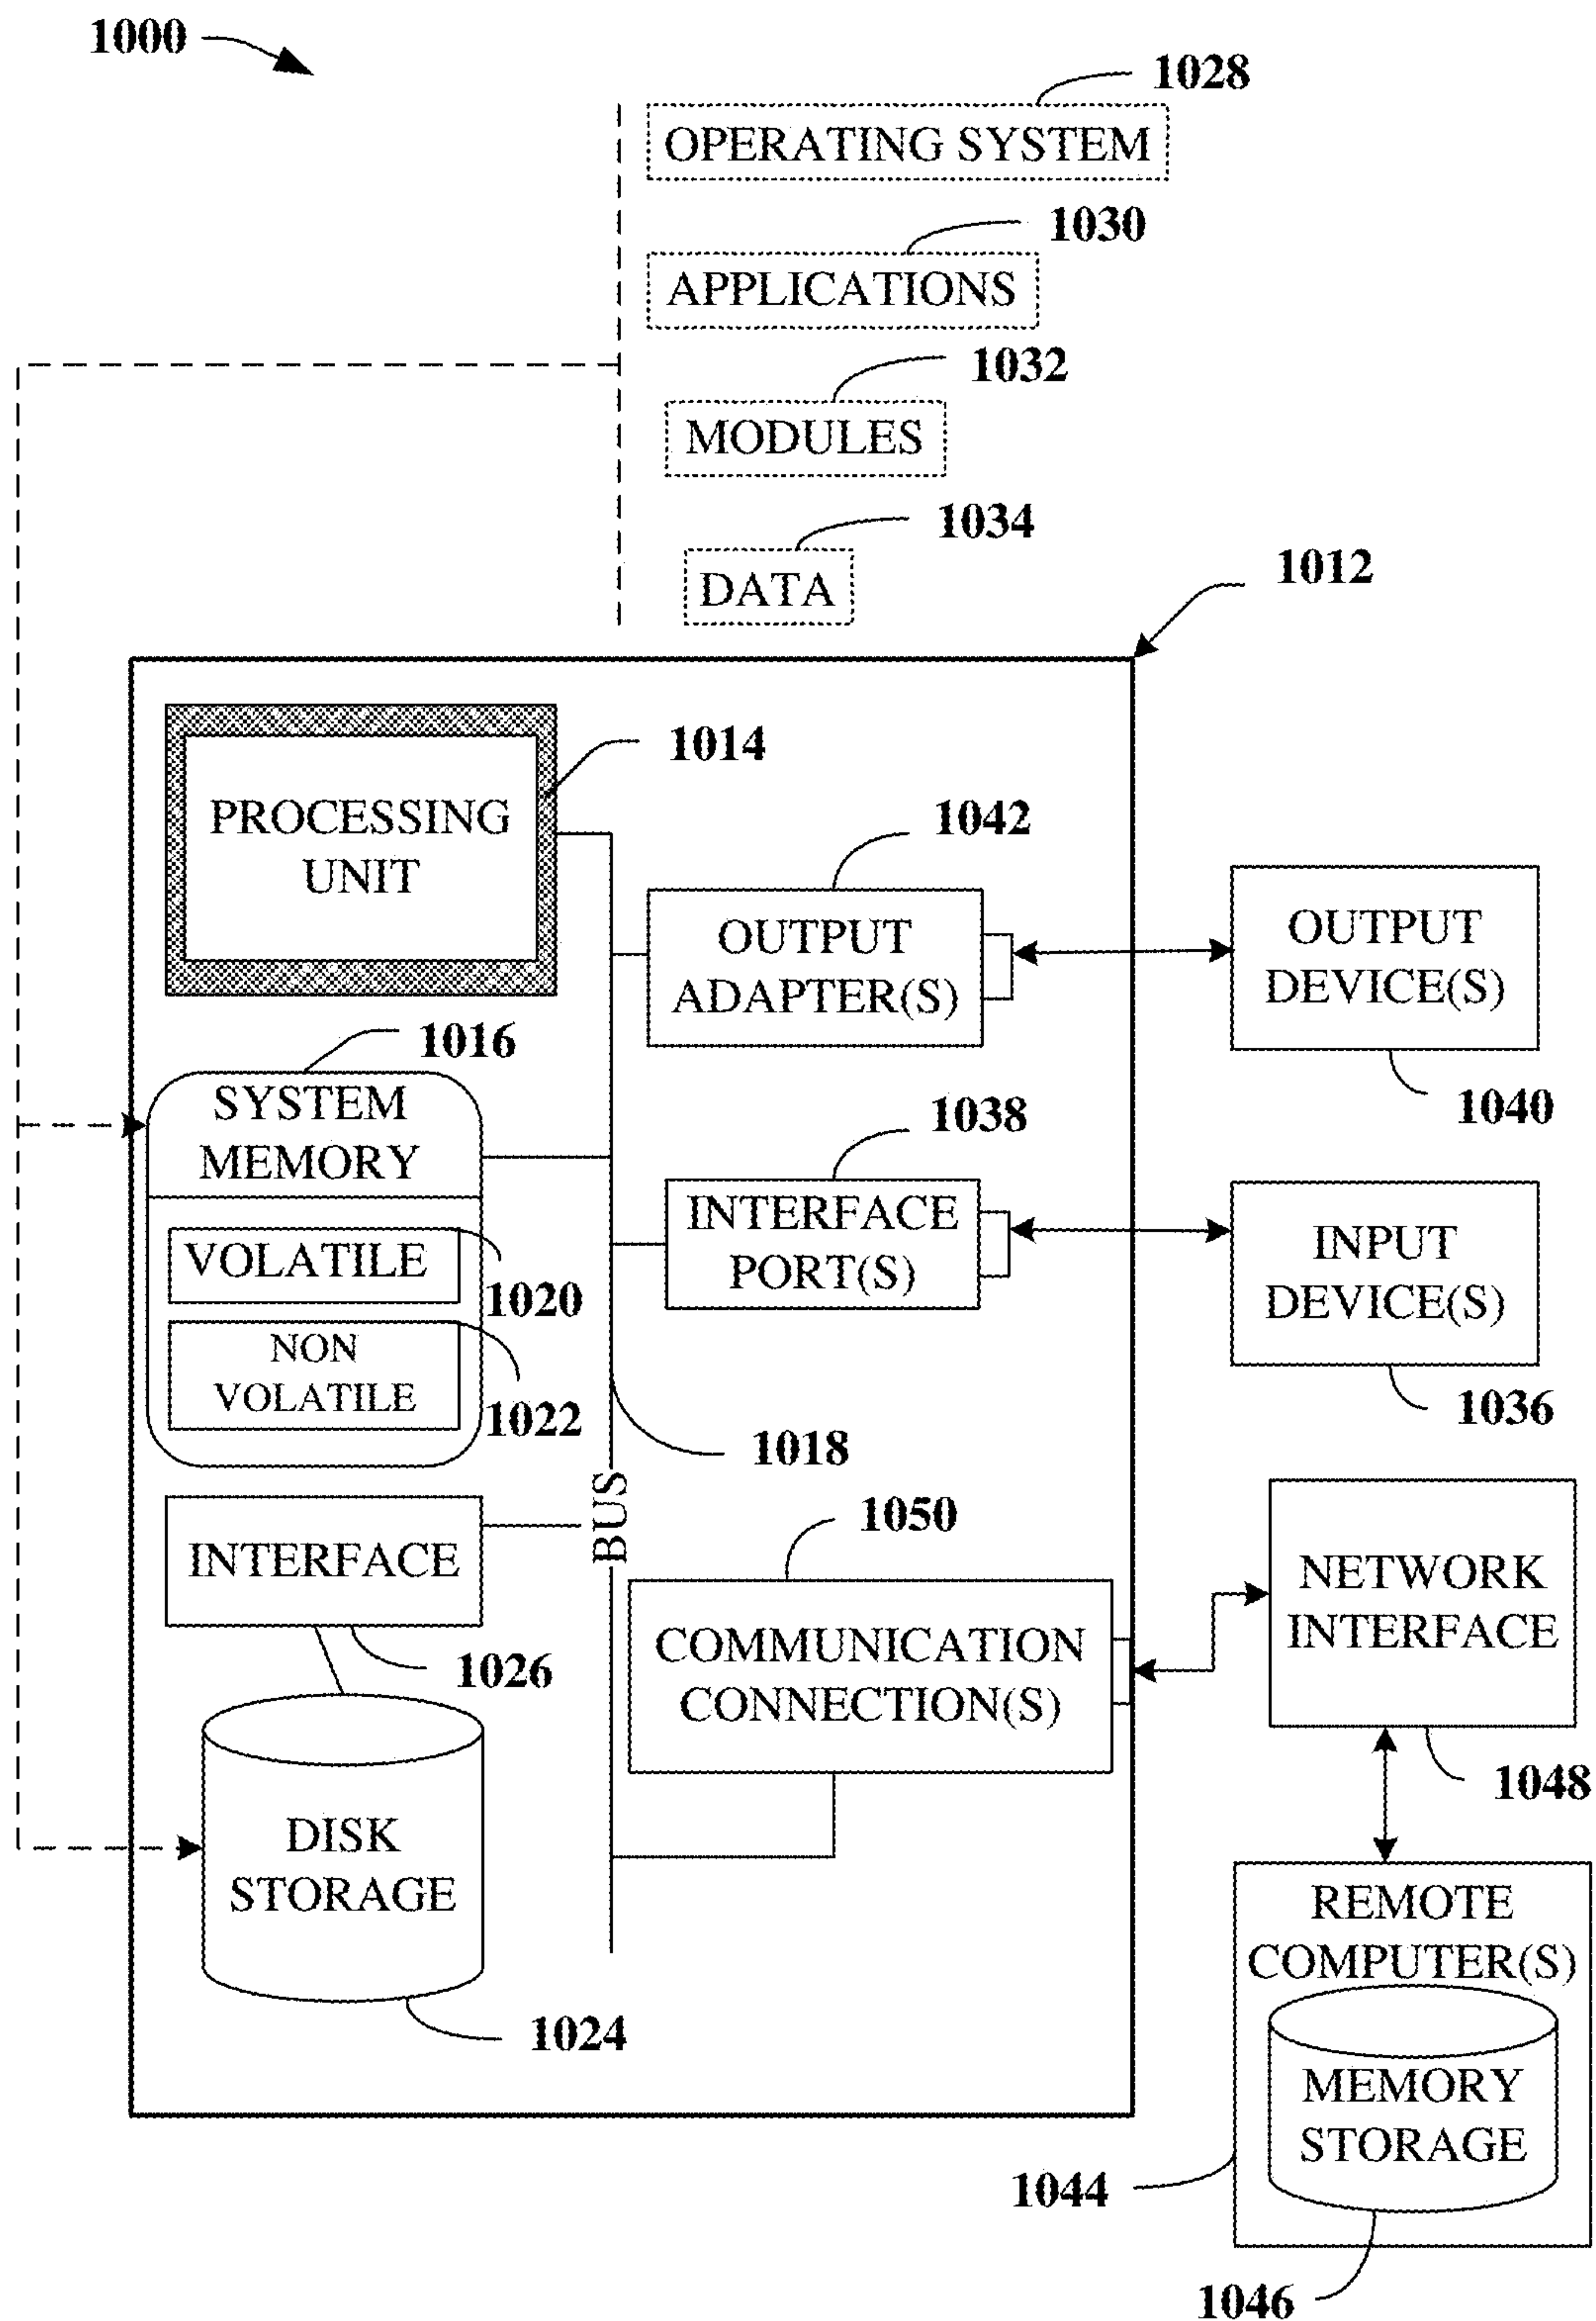 1000
1028
OPERATING SYSTEM
1030
APPLICATIONS
1032
MODULES
1034
DATA
1012
1014
PROCESSING
UNIT
1042
OUTPUT
ADAPTER(S)
OUTPUT
DEVICE(S)
1040
1016
SYSTEM
MEMORY
VOLATILE
1020
NON
VOLATILE
1022
1038
INTERFACE
PORT(S)
INPUT
DEVICE(S)
1036
1018
BUS
INTERFACE
1026
1050
COMMUNICATION
CONNECTION(S)
NETWORK
INTERFACE
1048
DISK
STORAGE
1024
REMOTE
COMPUTER(S)
MEMORY
STORAGE
1044
1046